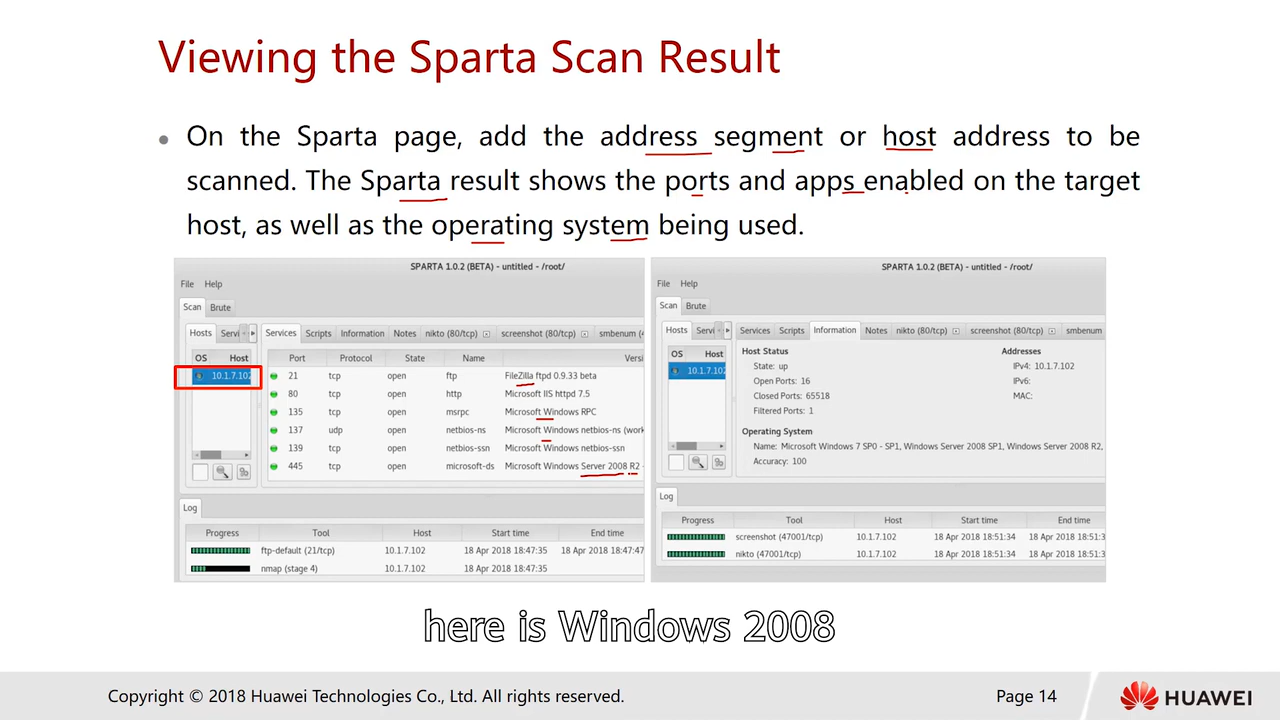 Viewing the Sparta Scan Result
On the Sparta page, add the address segment or host address to be
scanned. The Sparta result shows the ports and apps enabled on the target
host, as well as the operating system being used.
SPARTA 1.0.2 (BETA) - untitled - /root/
File Help
Scan Brute
Hosts Servi Services Scripts Information Notes nikto (80/tcp) screenshot (80/tcp) smbenum (4
OS Host Port Protocol State Name Versi
10.1.7.102 21 tcp open ftp FileZilla ftpd 0.9.33 beta
80 tcp open http Microsoft IIS httpd 7.5
135 tcp open msrpc Microsoft Windows RPC
137 udp open netbios-ns Microsoft Windows netbios-ns (work
139 tcp open netbios-ssn Microsoft Windows netbios-ssn
445 tcp open microsoft-ds Microsoft Windows Server 2008 R2 -
Log
Progress Tool Host Start time End time
ftp-default (21/tcp) 10.1.7.102 18 Apr 2018 18:47:35 18 Apr 2018 18:47:47
nmap (stage 4) 10.1.7.102 18 Apr 2018 18:47:35
SPARTA 1.0.2 (BETA) - untitled - /root/
File Help
Scan Brute
Hosts Servi Services Scripts Information Notes nikto (80/tcp) screenshot (80/tcp) smbenum
OS Host
10.1.7.102
Host Status Addresses
State: up IPv4: 10.1.7.102
Open Ports: 16 IPv6:
Closed Ports: 65518 MAC:
Filtered Ports: 1
Operating System
Name: Microsoft Windows 7 SP0 - SP1, Windows Server 2008 SP1, Windows Server 2008 R2,
Accuracy: 100
Log
Progress Tool Host Start time End time
screenshot (47001/tcp) 10.1.7.102 18 Apr 2018 18:51:34 18 Apr 2018 18:51:3
nikto (47001/tcp) 10.1.7.102 18 Apr 2018 18:51:34 18 Apr 2018 18:51:3
here is Windows 2008
Copyright © 2018 Huawei Technologies Co., Ltd. All rights reserved. Page 14 HUAWEI